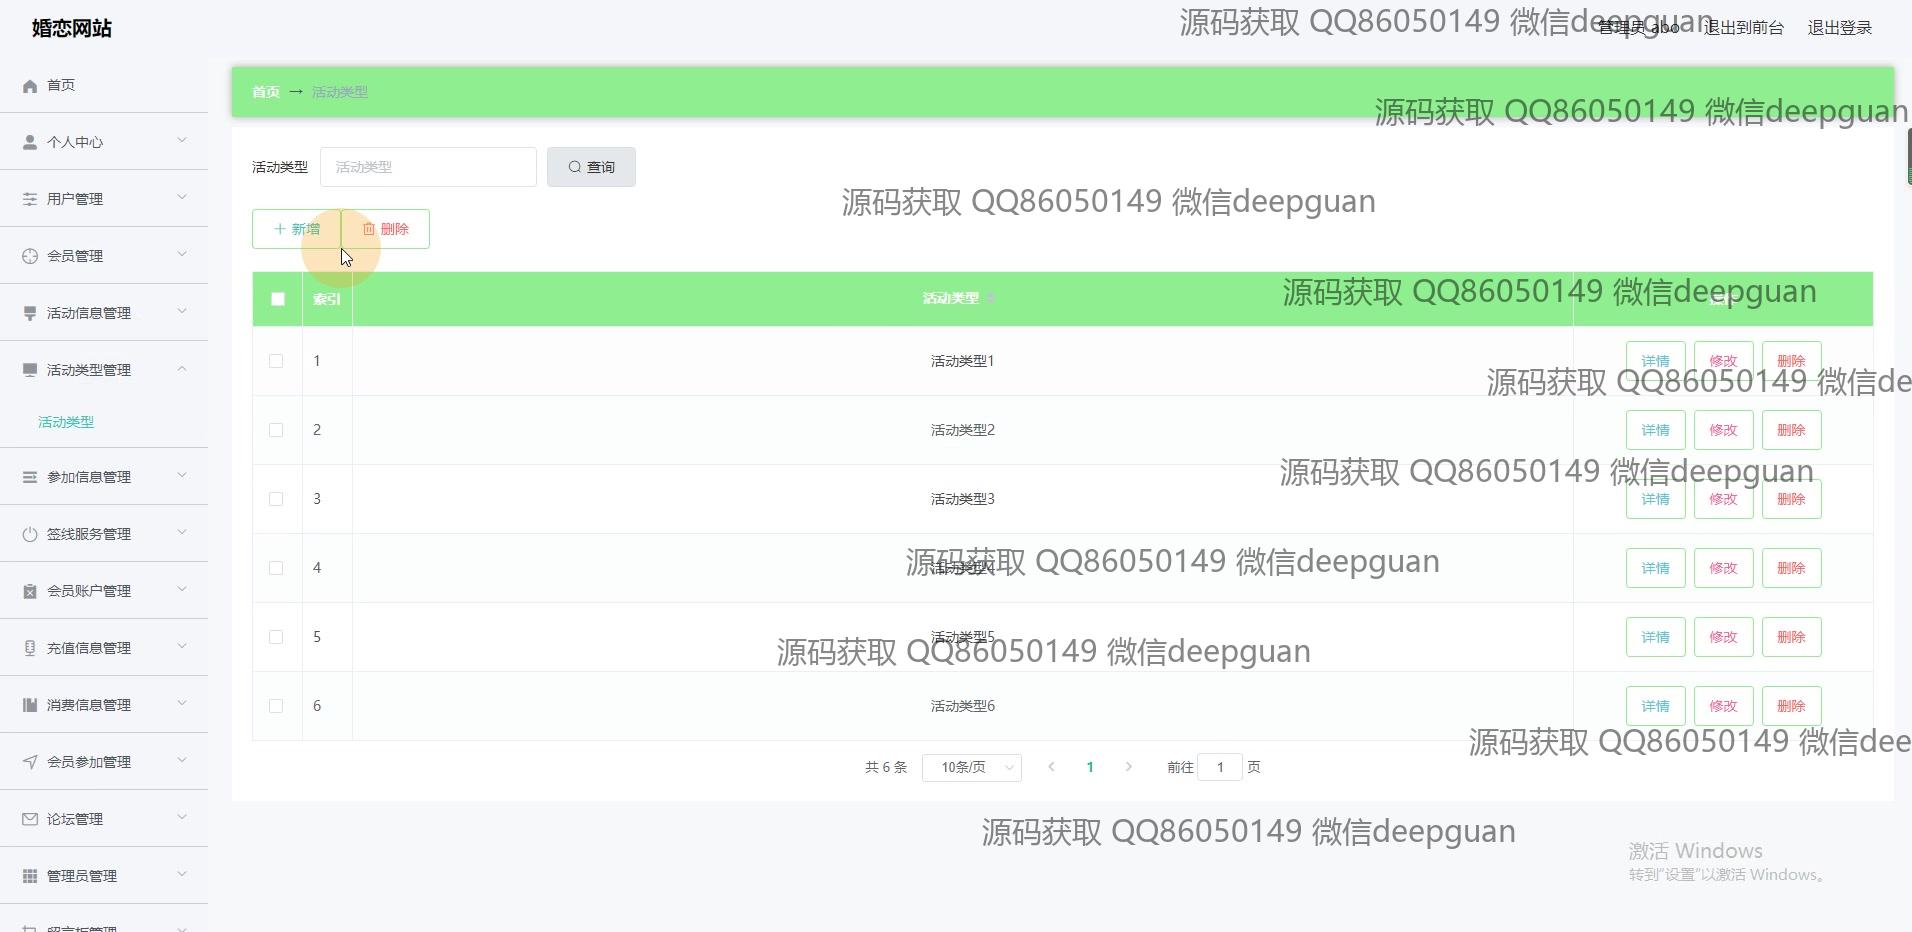 婚恋网站
源码获取 QQ86050149 微信deepguan
管理员 abo 退出到前台 退出登录
首页
首页 → 活动类型
源码获取 QQ86050149 微信deepguan
个人中心
活动类型 活动类型 查询
用户管理
源码获取 QQ86050149 微信deepguan
新增 删除
会员管理
索引 活动类型
源码获取 QQ86050149 微信deepguan
活动信息管理
1 活动类型1 详情 修改 删除
活动类型管理
源码获取 QQ86050149 微信de
活动类型
2 活动类型2 详情 修改 删除
参加信息管理
源码获取 QQ86050149 微信deepguan
3 活动类型3 详情 修改 删除
签线服务管理
源码获取 QQ86050149 微信deepguan
4 活动类型4 详情 修改 删除
会员账户管理
5 活动类型5 详情 修改 删除
充值信息管理
源码获取 QQ86050149 微信deepguan
消费信息管理
6 活动类型6 详情 修改 删除
源码获取 QQ86050149 微信dee
会员参加管理
共 6 条 10条/页 1 前往 1 页
论坛管理
源码获取 QQ86050149 微信deepguan
激活 Windows
转到"设置"以激活 Windows。
管理员管理
留言板管理